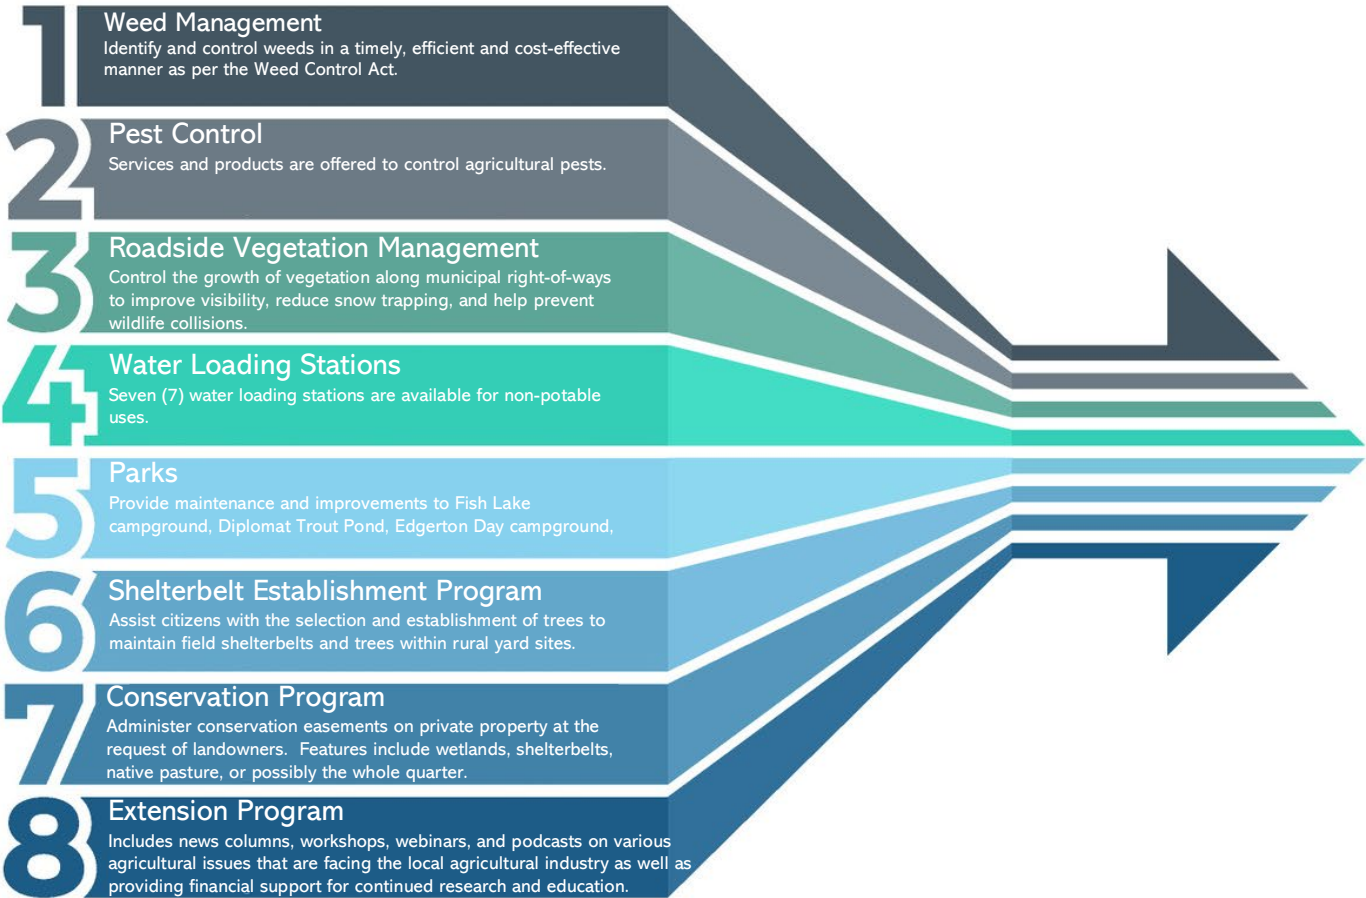 1
Weed Management
Identify and control weeds in a timely, efficient and cost-effective
manner as per the Weed Control Act.
2
Pest Control
Services and products are offered to control agricultural pests.
3
Roadside Vegetation Management
Control the growth of vegetation along municipal right-of-ways
to improve visibility, reduce snow trapping, and help prevent
wildlife collisions.
4
Water Loading Stations
Seven (7) water loading stations are available for non-potable
uses.
5
Parks
Provide maintenance and improvements to Fish Lake
campground, Diplomat Trout Pond, Edgerton Day campground,
6
Shelterbelt Establishment Program
Assist citizens with the selection and establishment of trees to
maintain field shelterbelts and trees within rural yard sites.
7
Conservation Program
Administer conservation easements on private property at the
request of landowners.  Features include wetlands, shelterbelts,
native pasture, or possibly the whole quarter.
8
Extension Program
Includes news columns, workshops, webinars, and podcasts on various
agricultural issues that are facing the local agricultural industry as well as
providing financial support for continued research and education.